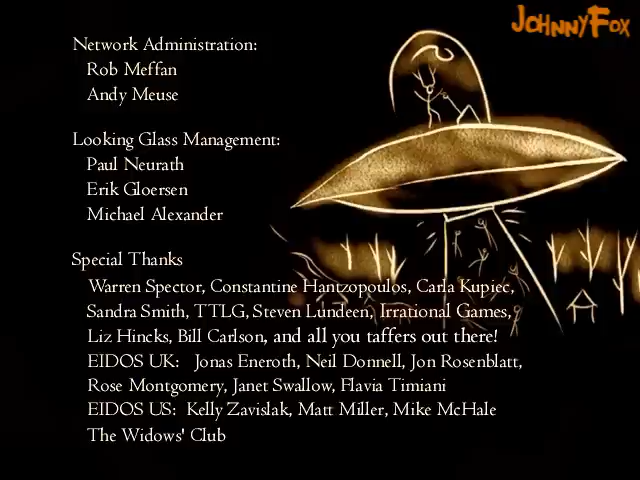 JohnnyFox
Network Administration:
Rob Meffan
Andy Meuse
Looking Glass Management:
Paul Neurath
Erik Gloersen
Michael Alexander
Special Thanks
Warren Spector, Constantine Hantzopoulos, Carla Kupiec,
Sandra Smith, TTLG, Steven Lundeen, Irrational Games,
Liz Hincks, Bill Carlson, and all you taffers out there!
EIDOS UK: Jonas Eneroth, Neil Donnell, Jon Rosenblatt,
Rose Montgomery, Janet Swallow, Flavia Timiani
EIDOS US: Kelly Zavislak, Matt Miller, Mike McHale
The Widows' Club